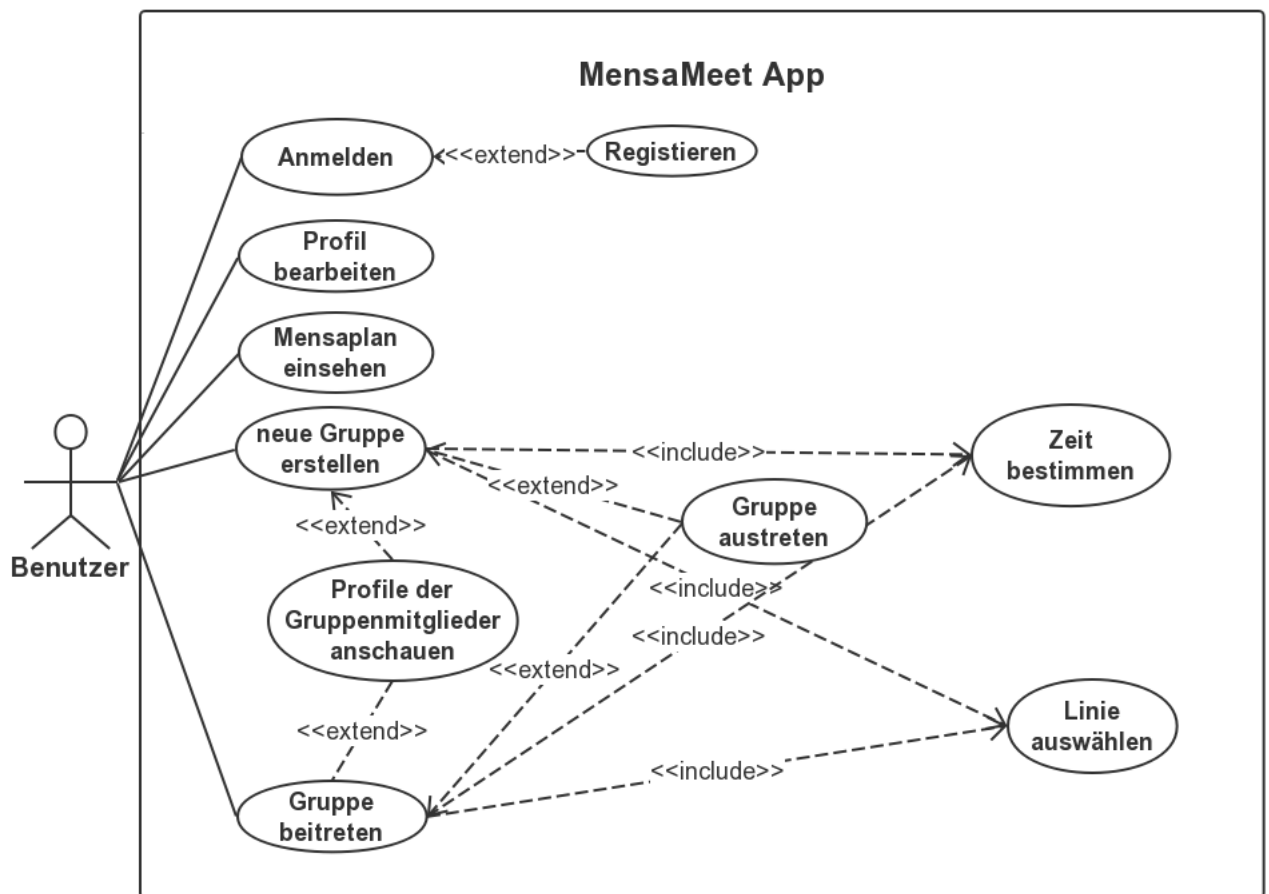 MensaMeet App
Anmelden
<<extend>>
Registieren
Profil
bearbeiten
Mensaplan
einsehen
neue Gruppe
erstellen
<<include>>
Zeit
bestimmen
<<extend>>
Gruppe
austreten
<<extend>>
Benutzer
Profile der
Gruppenmitglieder
anschauen
<<include>>
<<include>>
<<extend>>
<<extend>>
Linie
auswählen
<<include>>
Gruppe
beitreten